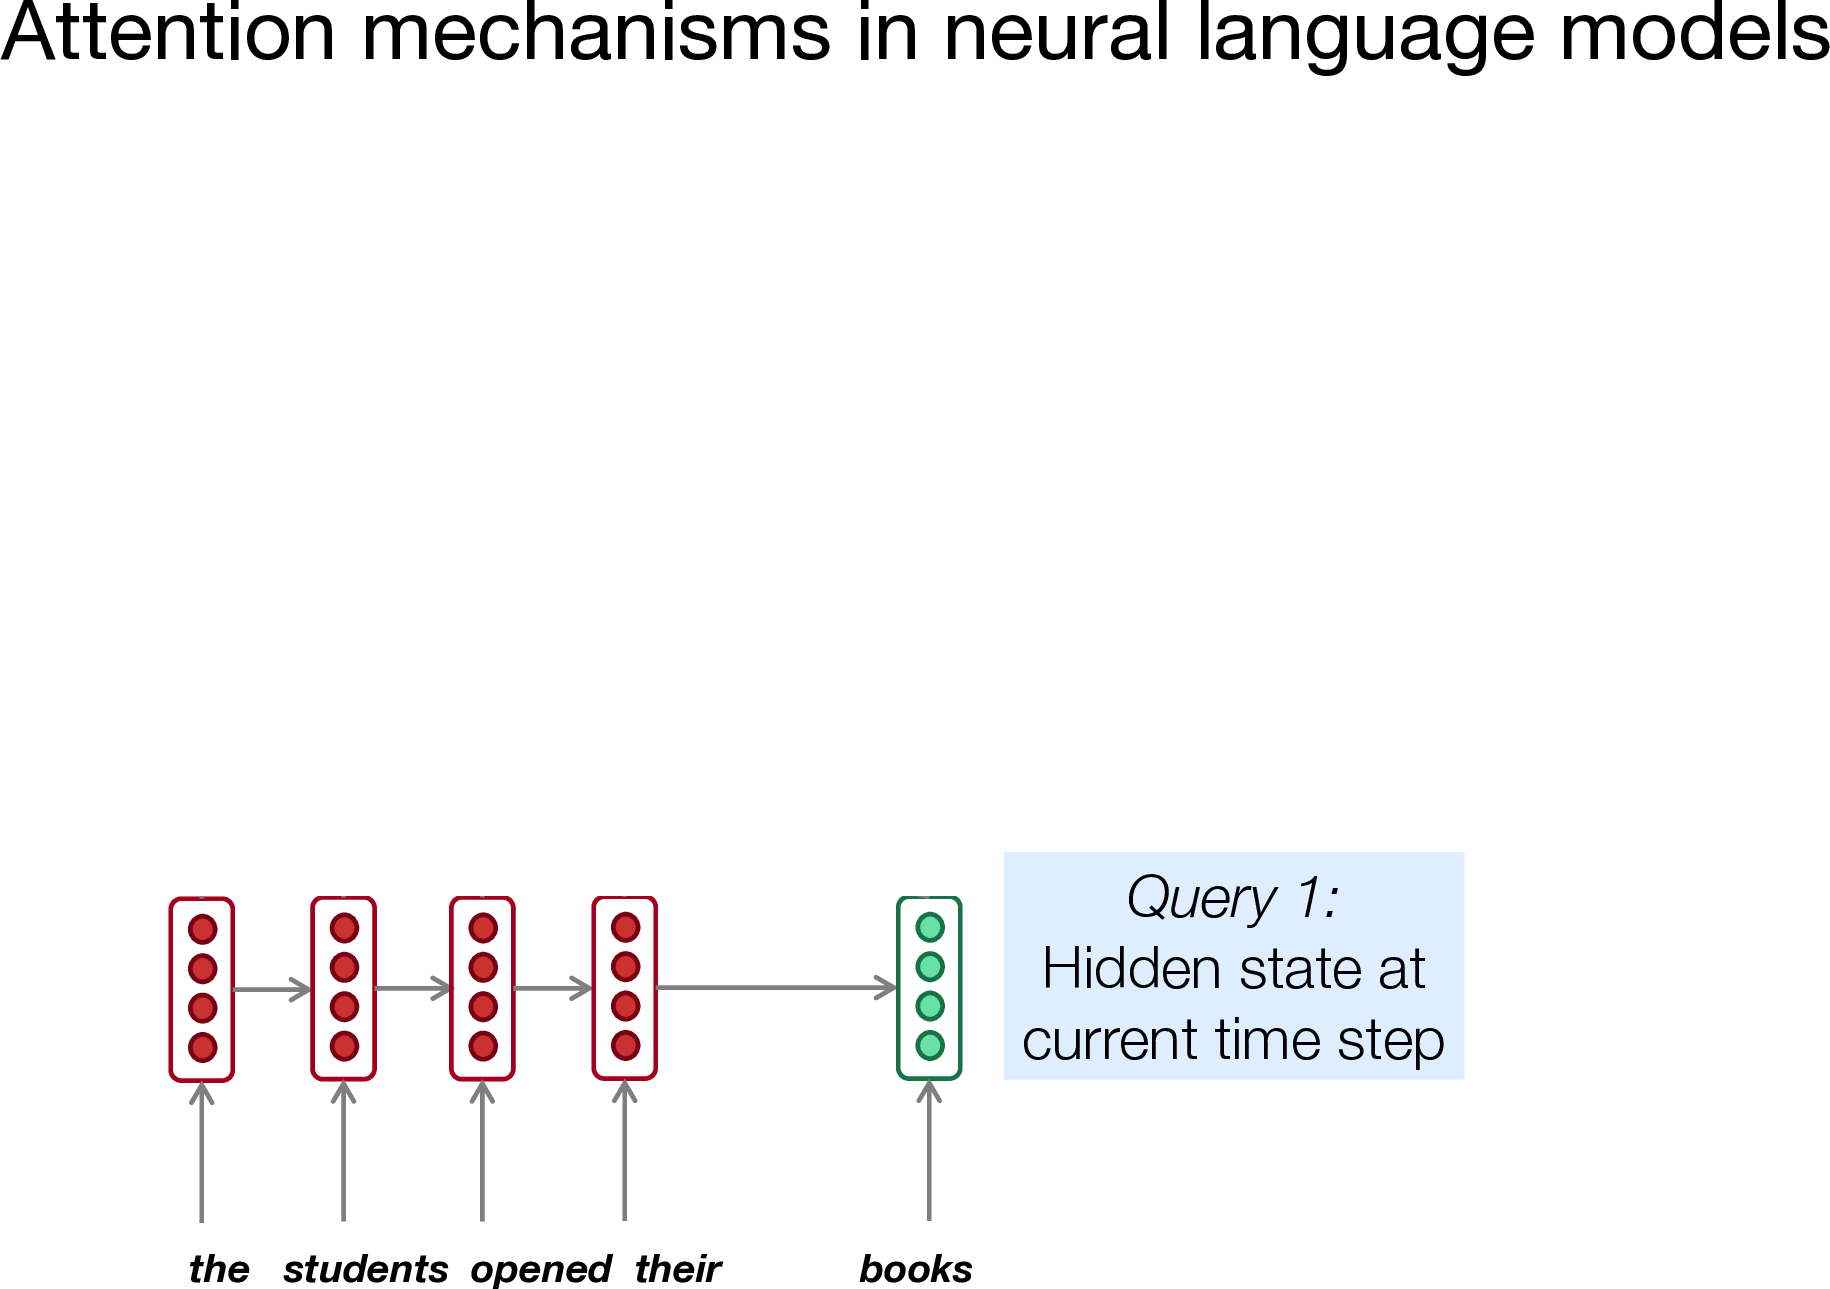 Attention mechanisms in neural language models
Query 1:
Hidden state at
current time step
the students opened their books